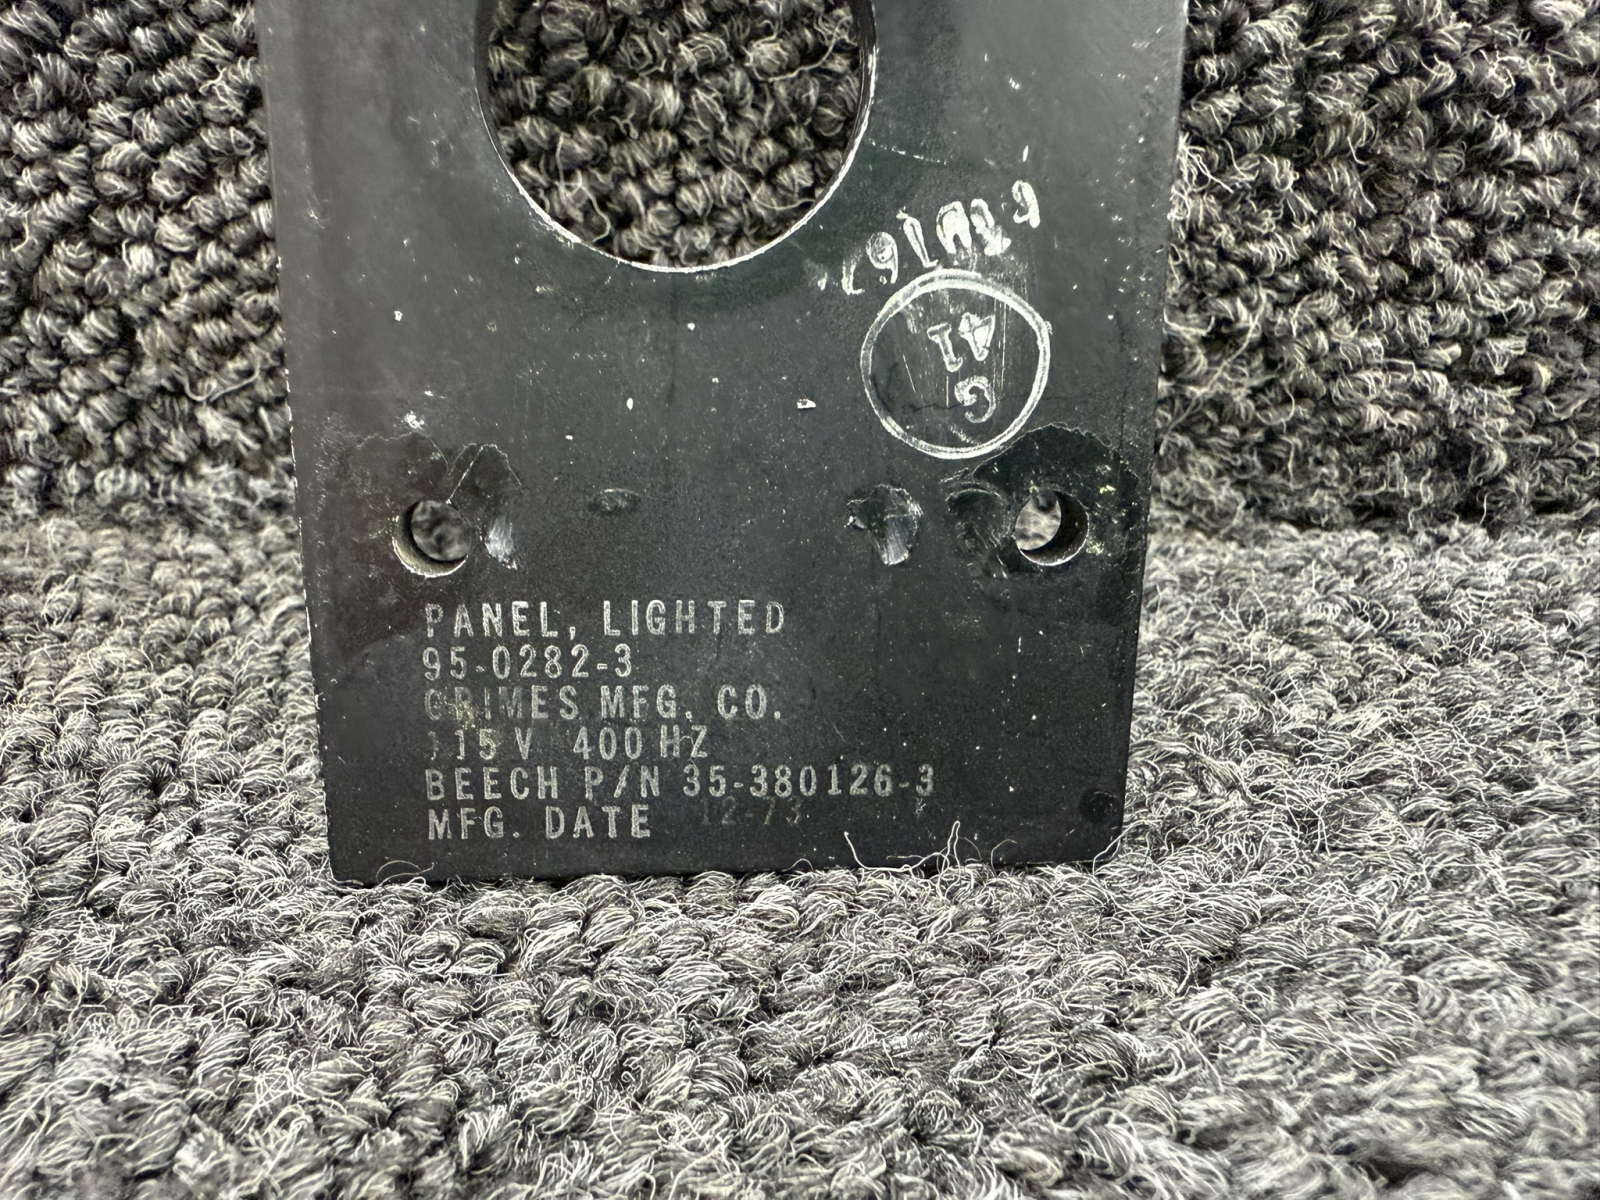 PANEL, LIGHTED
95-0282-3
GRIMES MFG. CO.
115 V 400 HZ
BEECH P/N 35-380126-3
MFG. DATE 12-73
G
41